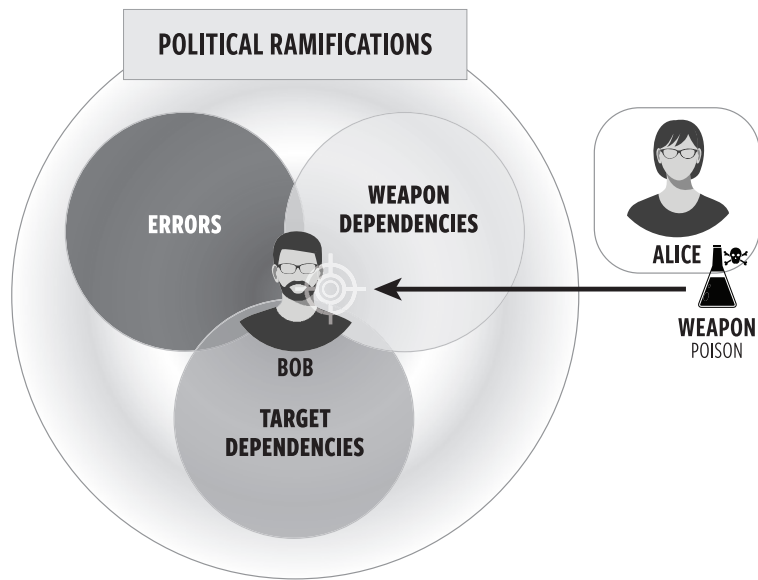 POLITICAL RAMIFICATIONS
ERRORS
WEAPON
DEPENDENCIES
BOB
TARGET
DEPENDENCIES
ALICE
WEAPON
POISON